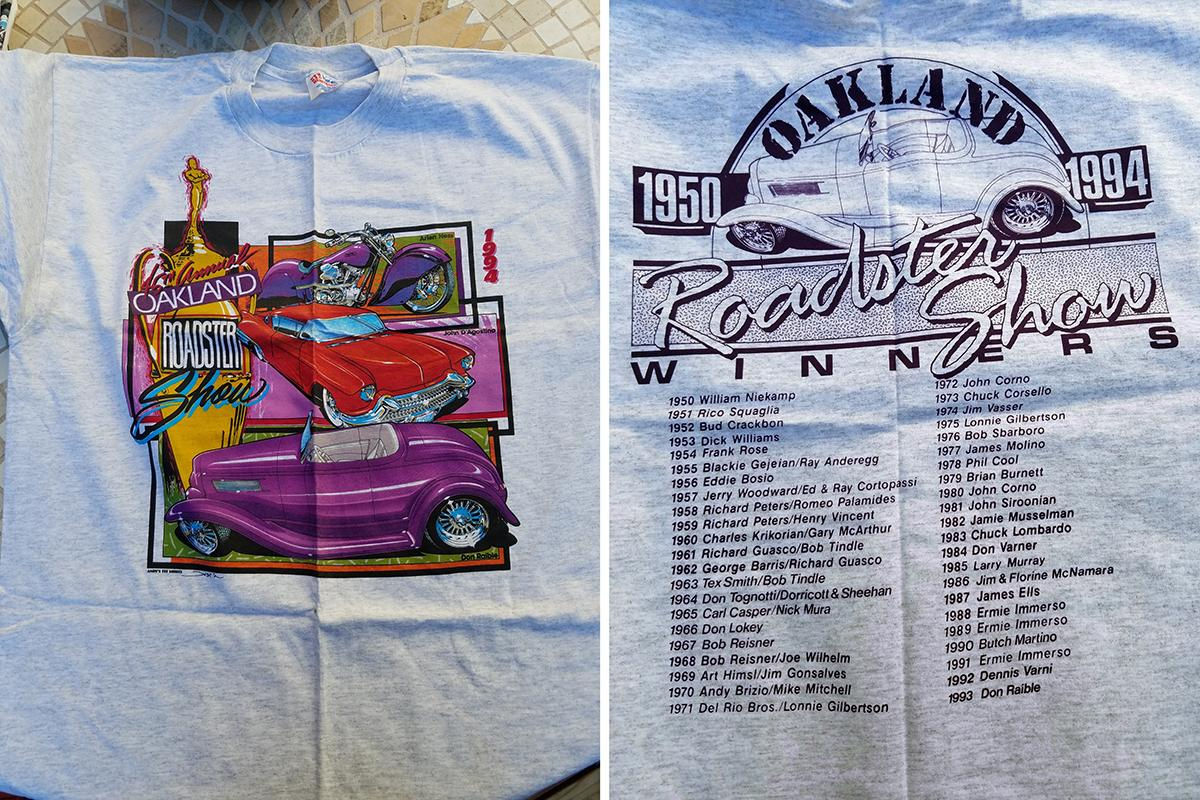 1994
Arlen Ness
Annual
OAKLAND
ROADSTER
Show
John D'Agostino
Don Raible
OAKLAND
1950
1994
Roadster
Show
WINNERS
1950 William Niekamp
1951 Rico Squaglia
1952 Bud Crackbon
1953 Dick Williams
1954 Frank Rose
1955 Blackie Gejeian/Ray Anderegg
1956 Eddie Bosio
1957 Jerry Woodward/Ed & Ray Cortopassi
1958 Richard Peters/Romeo Palamides
1959 Richard Peters/Henry Vincent
1960 Charles Krikorian/Gary McArthur
1961 Richard Guasco/Bob Tindle
1962 George Barris/Richard Guasco
1963 Tex Smith/Bob Tindle
1964 Don Tognotti/Dorricott & Sheehan
1965 Carl Casper/Nick Mura
1966 Don Lokey
1967 Bob Reisner
1968 Bob Reisner/Joe Wilhelm
1969 Art Himsl/Jim Gonsalves
1970 Andy Brizio/Mike Mitchell
1971 Del Rio Bros./Lonnie Gilbertson
1972 John Corno
1973 Chuck Corsello
1974 Jim Vasser
1975 Lonnie Gilbertson
1976 Bob Sbarboro
1977 James Molino
1978 Phil Cool
1979 Brian Burnett
1980 John Corno
1981 John Siroonian
1982 Jamie Musselman
1983 Chuck Lombardo
1984 Don Varner
1985 Larry Murray
1986 Jim & Florine McNamara
1987 James Ells
1988 Ermie Immerso
1989 Ermie Immerso
1990 Butch Martino
1991 Ermie Immerso
1992 Dennis Varni
1993 Don Raible